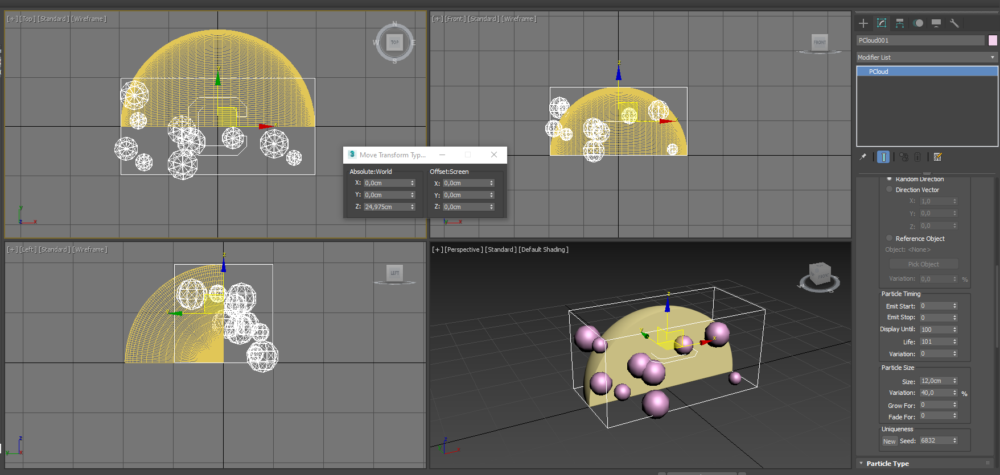 [+] [Top] [Standard] [Wireframe]
N
W
TOP
E
S
y
x
y
z
x
[+] [Front] [Standard] [Wireframe]
FRONT
z
x
y
x
Move Transform Typ...
Absolute:World
X: 0,0cm
Y: 0,0cm
Z: 24,975cm
Offset:Screen
X: 0,0cm
Y: 0,0cm
Z: 0,0cm
[+] [Left] [Standard] [Wireframe]
LEFT
z
y
z
y
x
[+] [Perspective] [Standard] [Default Shading]
FRONT
W
z
y
x
z
y
x
PCloud001
Modifier List
PCloud
Random Direction
Direction Vector
X: 1,0
Y: 0,0
Z: 0,0
Reference Object
Object: <None>
Pick Object
Variation: 0,0 %
Particle Timing
Emit Start: 0
Emit Stop: 0
Display Until: 100
Life: 101
Variation: 0
Particle Size
Size: 12,0cm
Variation: 40,0 %
Grow For: 0
Fade For: 0
Uniqueness
New Seed: 6832
Particle Type